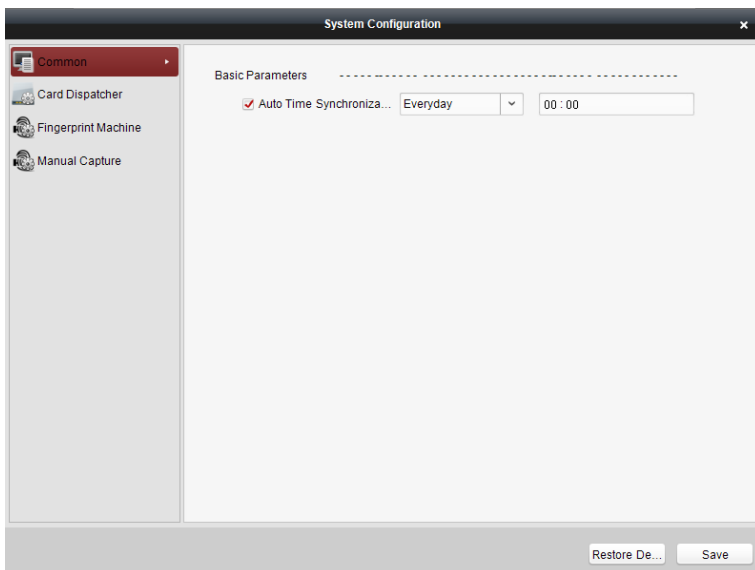 System Configuration
Common
Card Dispatcher
Fingerprint Machine
Manual Capture
Basic Parameters
Auto Time Synchroniza... Everyday 00 : 00
Restore De... Save